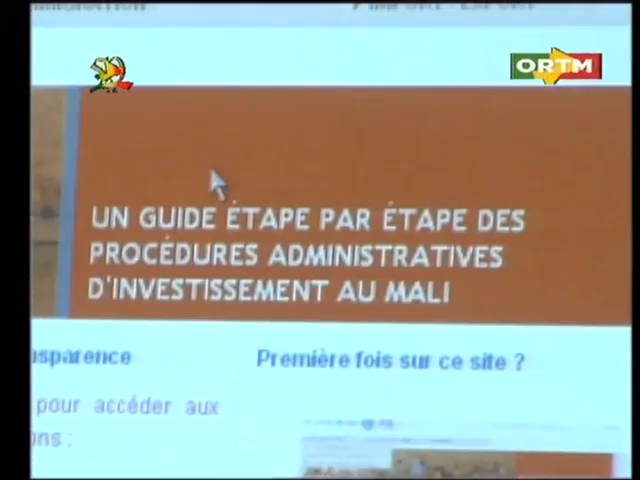 ORTM
UN GUIDE ÉTAPE PAR ÉTAPE DES
PROCÉDURES ADMINISTRATIVES
D'INVESTISSEMENT AU MALI
Première fois sur ce site ?
pour accéder aux